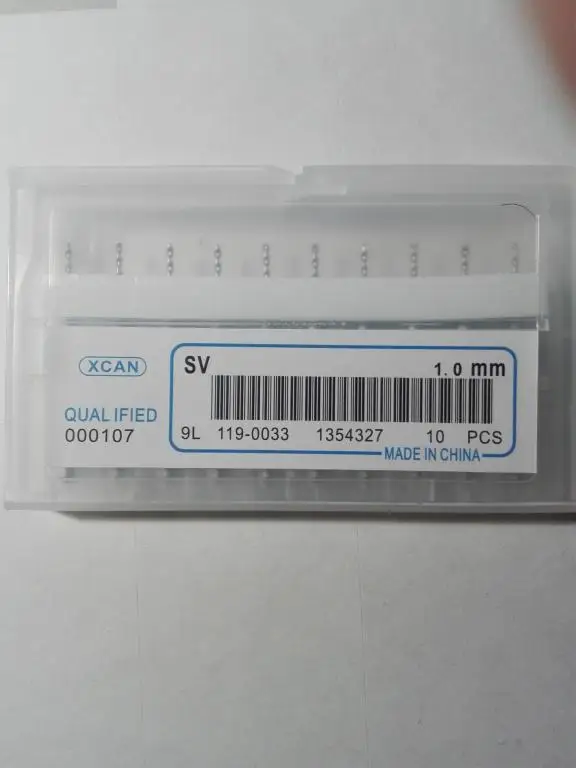 XCAN
QUALIFIED
000107
SV 1.0 mm
9L 119-0033 1354327 10 PCS
MADE IN CHINA